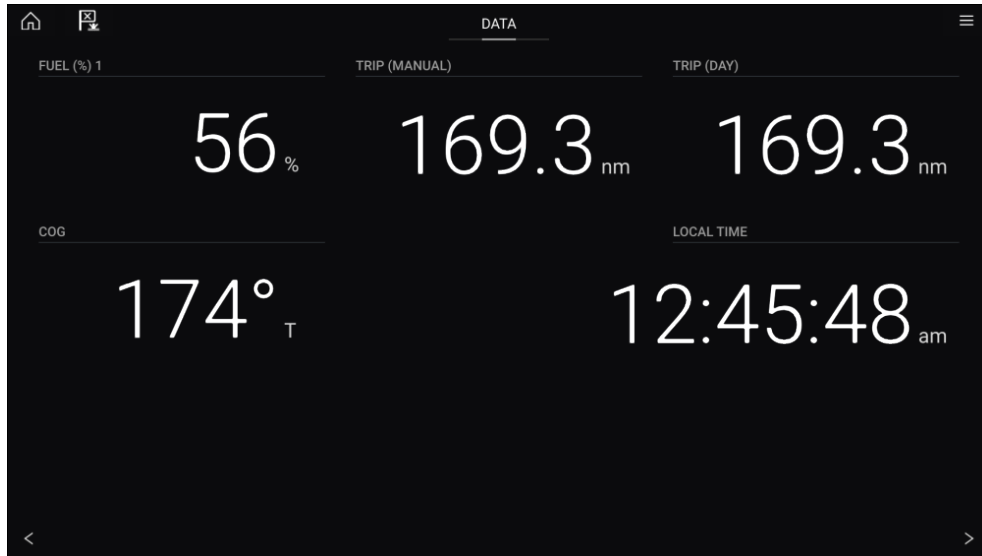 DATA
FUEL (%) 1
TRIP (MANUAL)
TRIP (DAY)
56 %
169.3 nm
169.3 nm
COG
LOCAL TIME
174° T
12:45:48 am